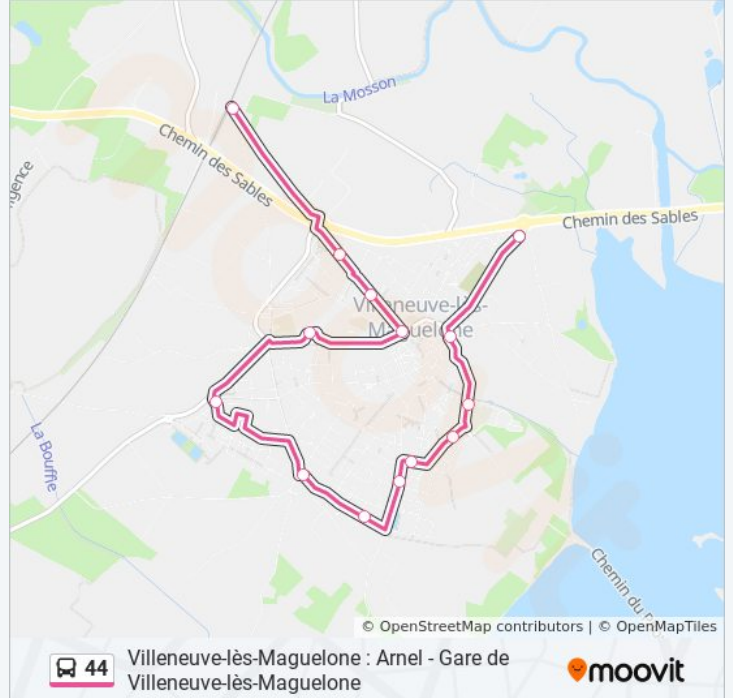 La Mosson
Chemin des Sables
gence
Chemin des Sables
Villeneuve-lès-
Maguelone
La Bouffie
Chemin du
© OpenStreetMap contributors | © OpenMapTiles
44
Villeneuve-lès-Maguelone : Arnel - Gare de
Villeneuve-lès-Maguelone
moovit